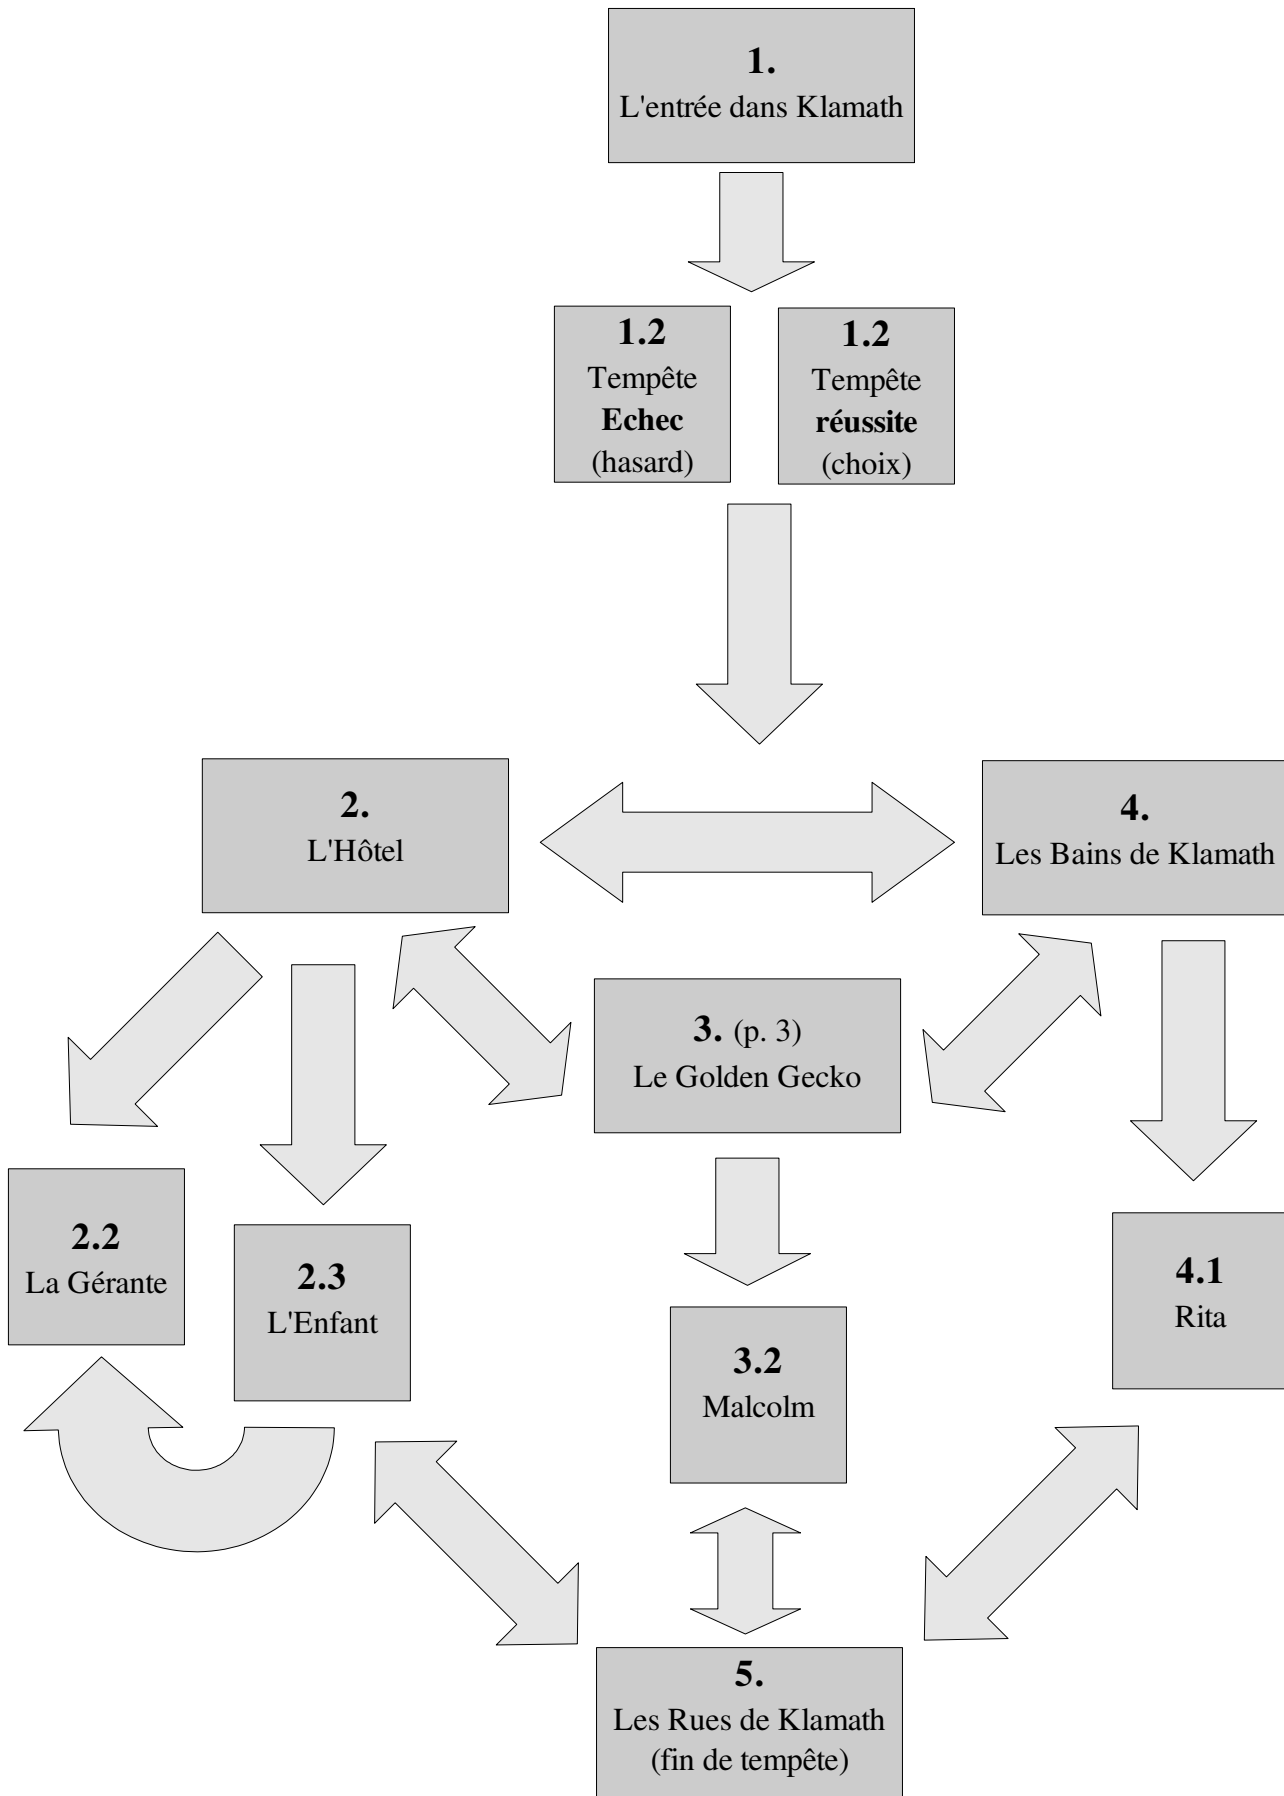 1.
L'entrée dans Klamath
1.2
Tempête
Echec
(hasard)
1.2
Tempête
réussite
(choix)
2.
L'Hôtel
4.
Les Bains de Klamath
3. (p. 3)
Le Golden Gecko
2.2
La Gérante
2.3
L'Enfant
3.2
Malcolm
4.1
Rita
5.
Les Rues de Klamath
(fin de tempête)